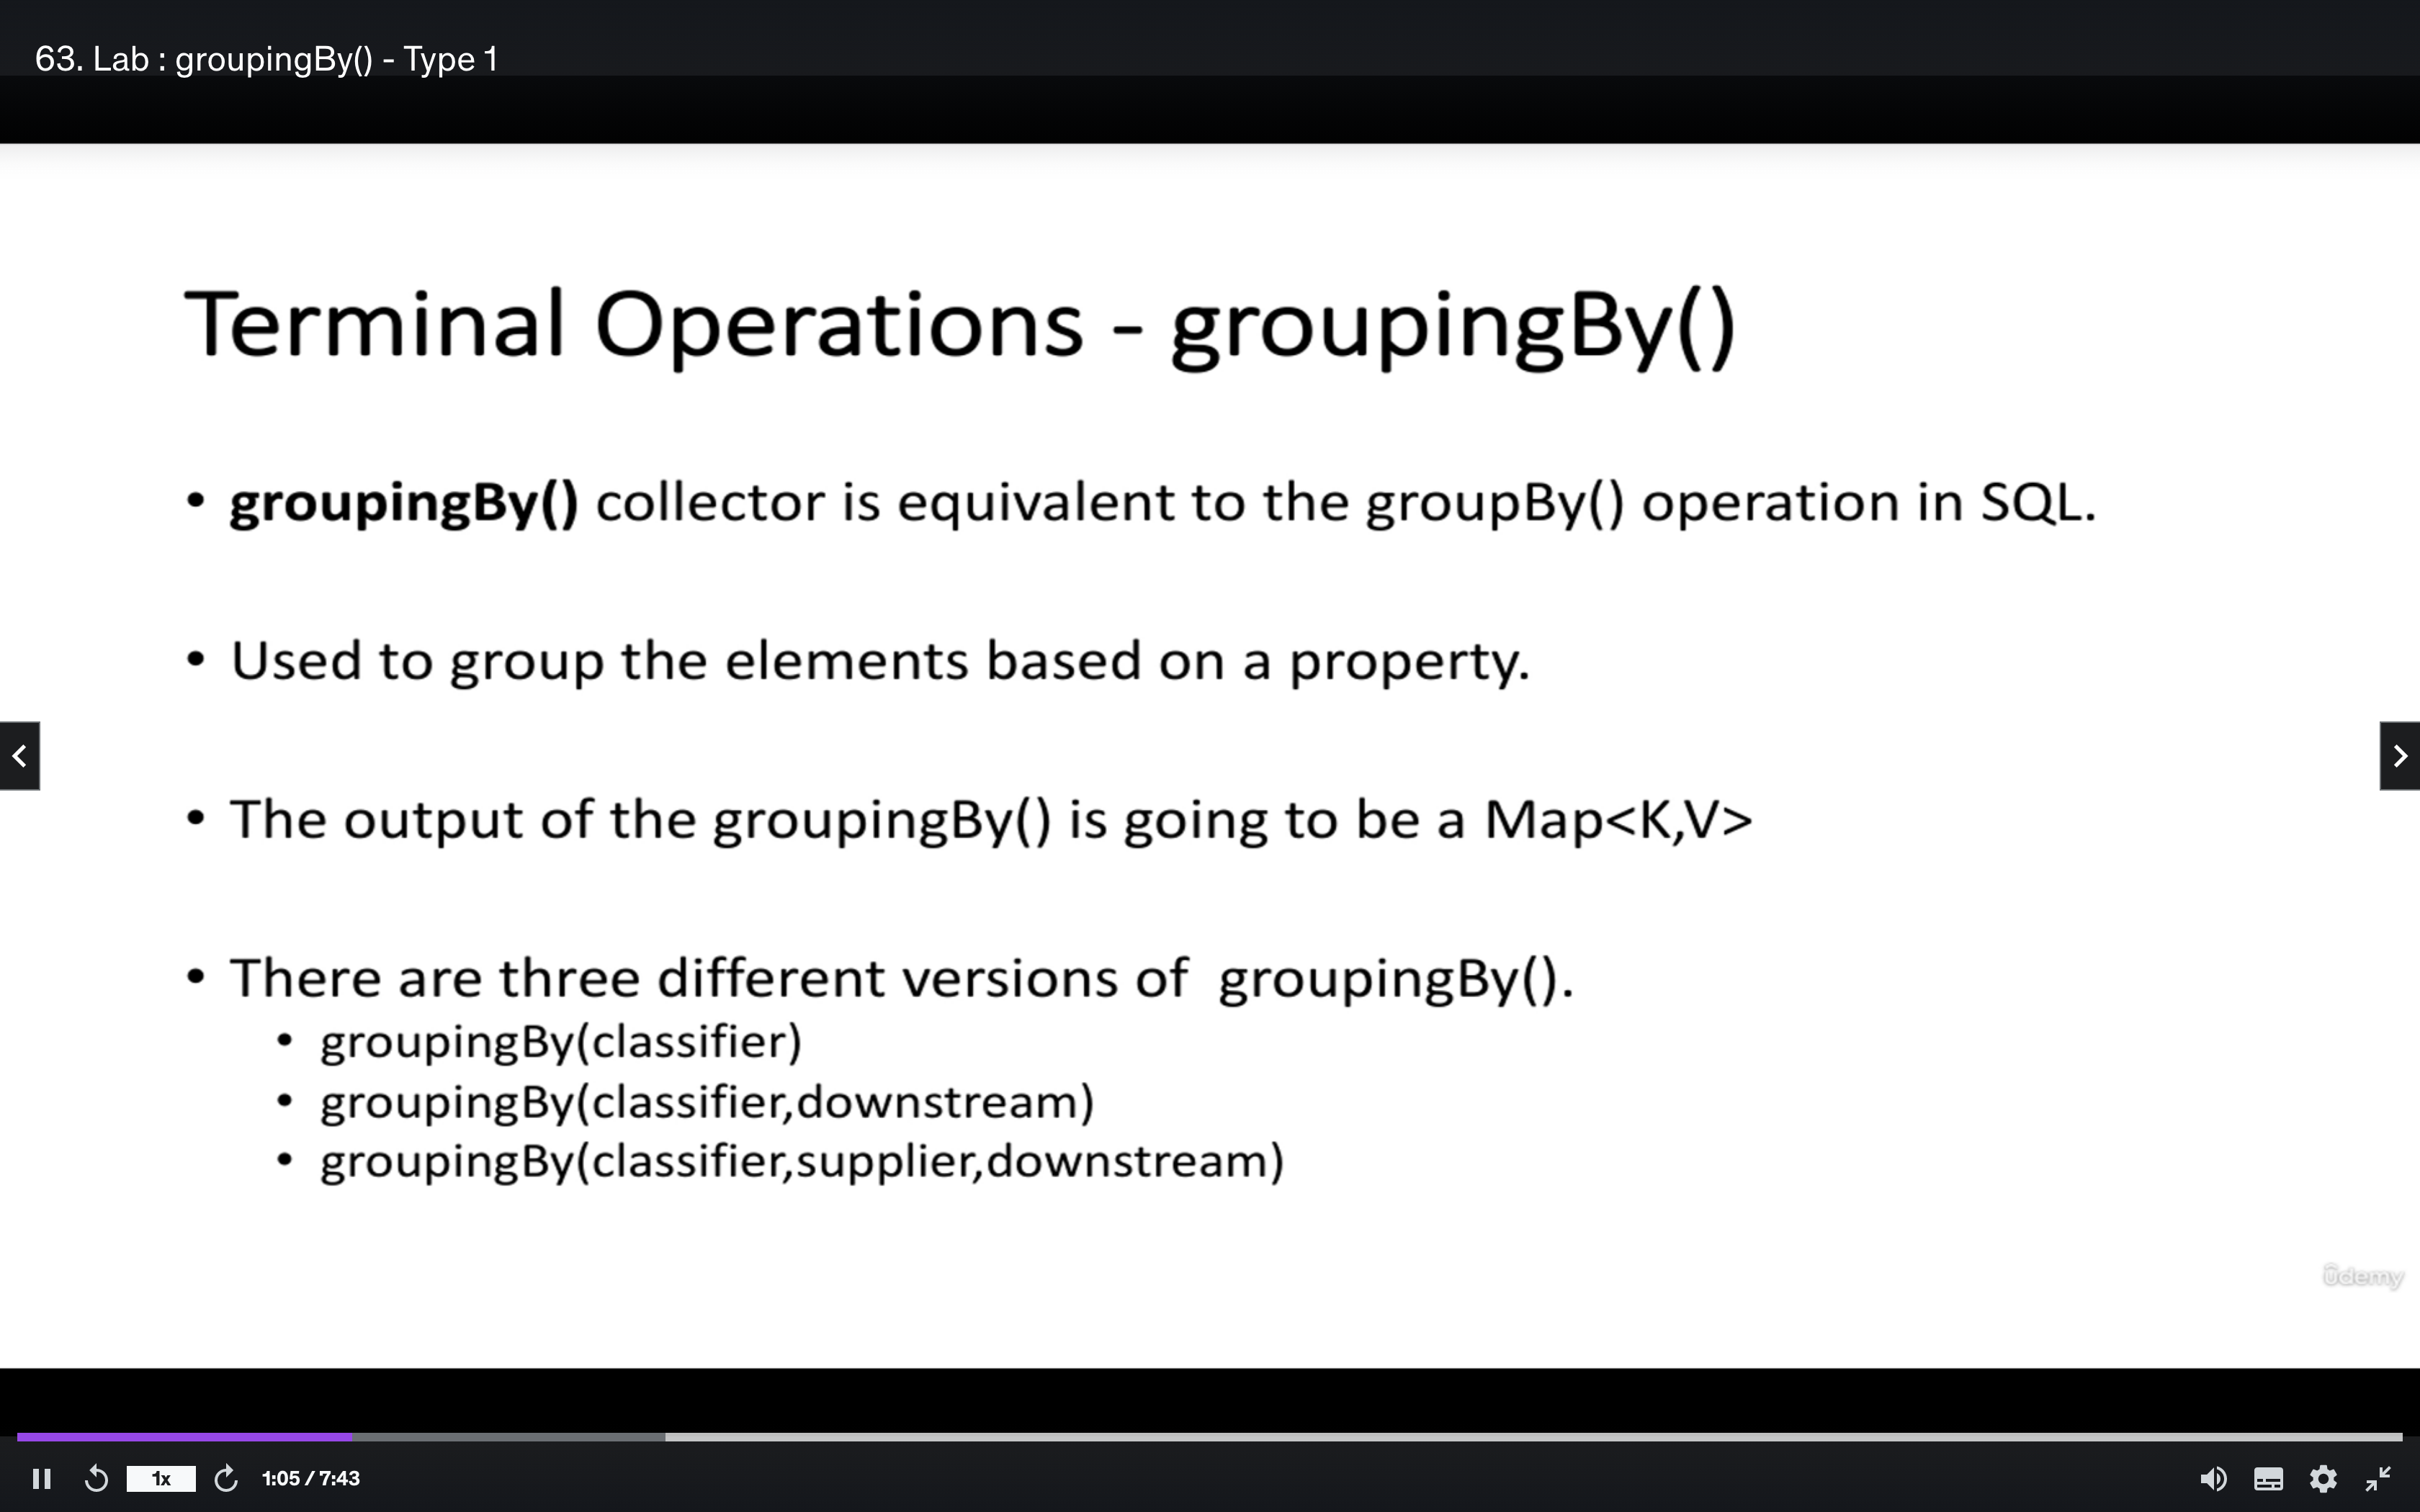 63. Lab : groupingBy() - Type 1
Terminal Operations - groupingBy()
• groupingBy() collector is equivalent to the groupBy() operation in SQL.
• Used to group the elements based on a property.
• The output of the groupingBy() is going to be a Map<K,V>
• There are three different versions of groupingBy().
• groupingBy(classifier)
• groupingBy(classifier,downstream)
• groupingBy(classifier,supplier,downstream)
ûdemy
1x
1:05 / 7:43